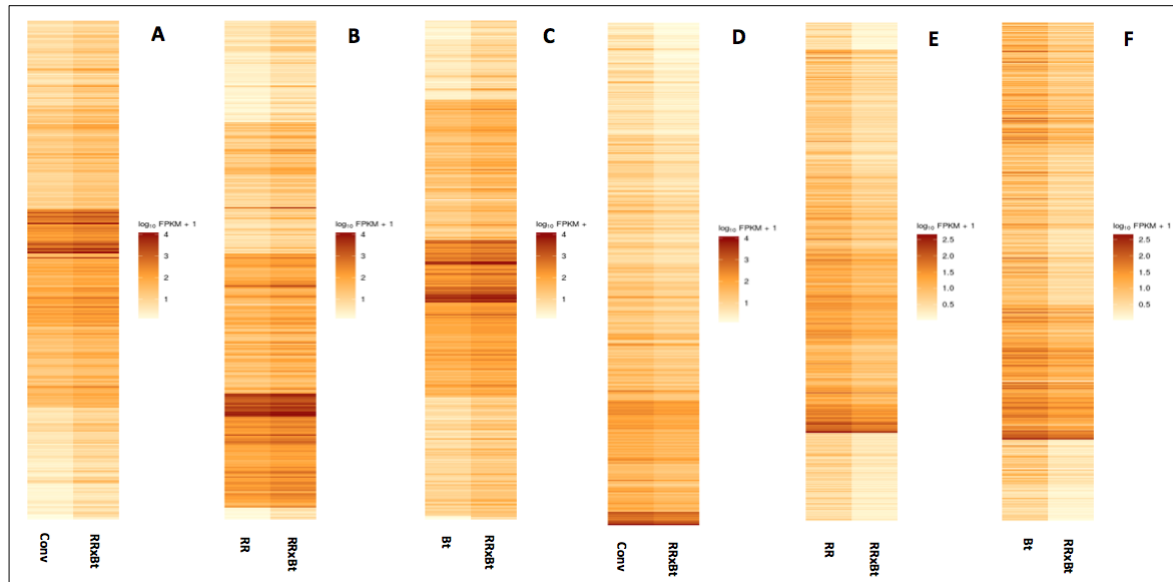 A
B
C
D
E
F
log10 FPKM + 1
4
3
2
1
log10 FPKM + 1
4
3
2
1
log10 FPKM +
4
3
2
1
log10 FPKM + 1
4
3
2
1
log10 FPKM + 1
2.5
2.0
1.5
1.0
0.5
log10 FPKM + 1
2.5
2.0
1.5
1.0
0.5
Conv
RRxBt
RR
RRxBt
Bt
RRxBt
Conv
RRxBt
RR
RRxBt
Bt
RRxBt